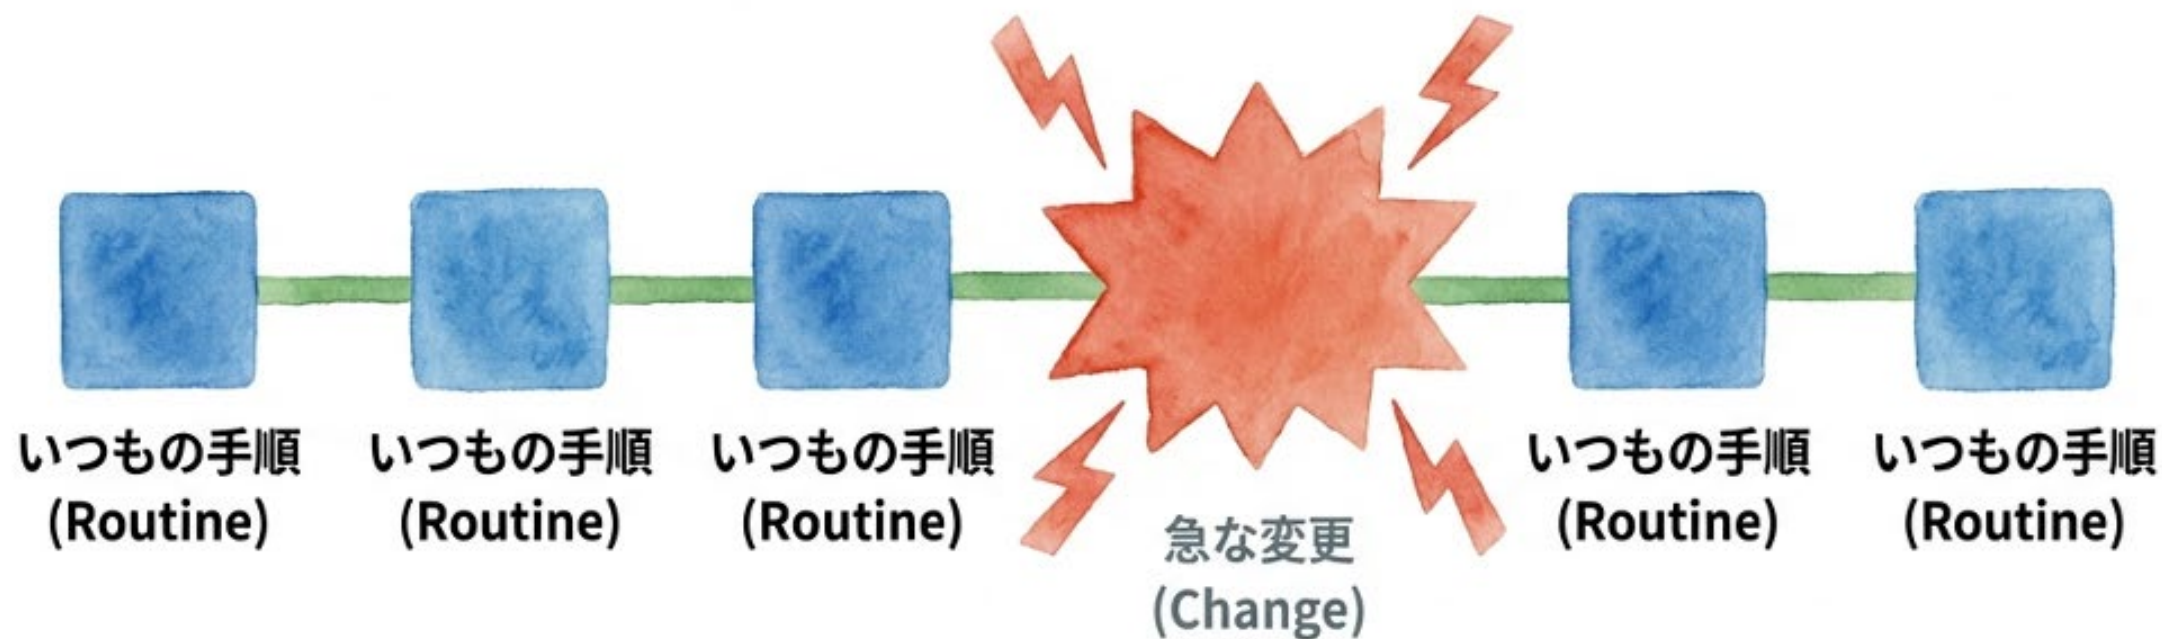 いつもの手順
(Routine)
いつもの手順
(Routine)
いつもの手順
(Routine)
急な変更
(Change)
いつもの手順
(Routine)
いつもの手順
(Routine)